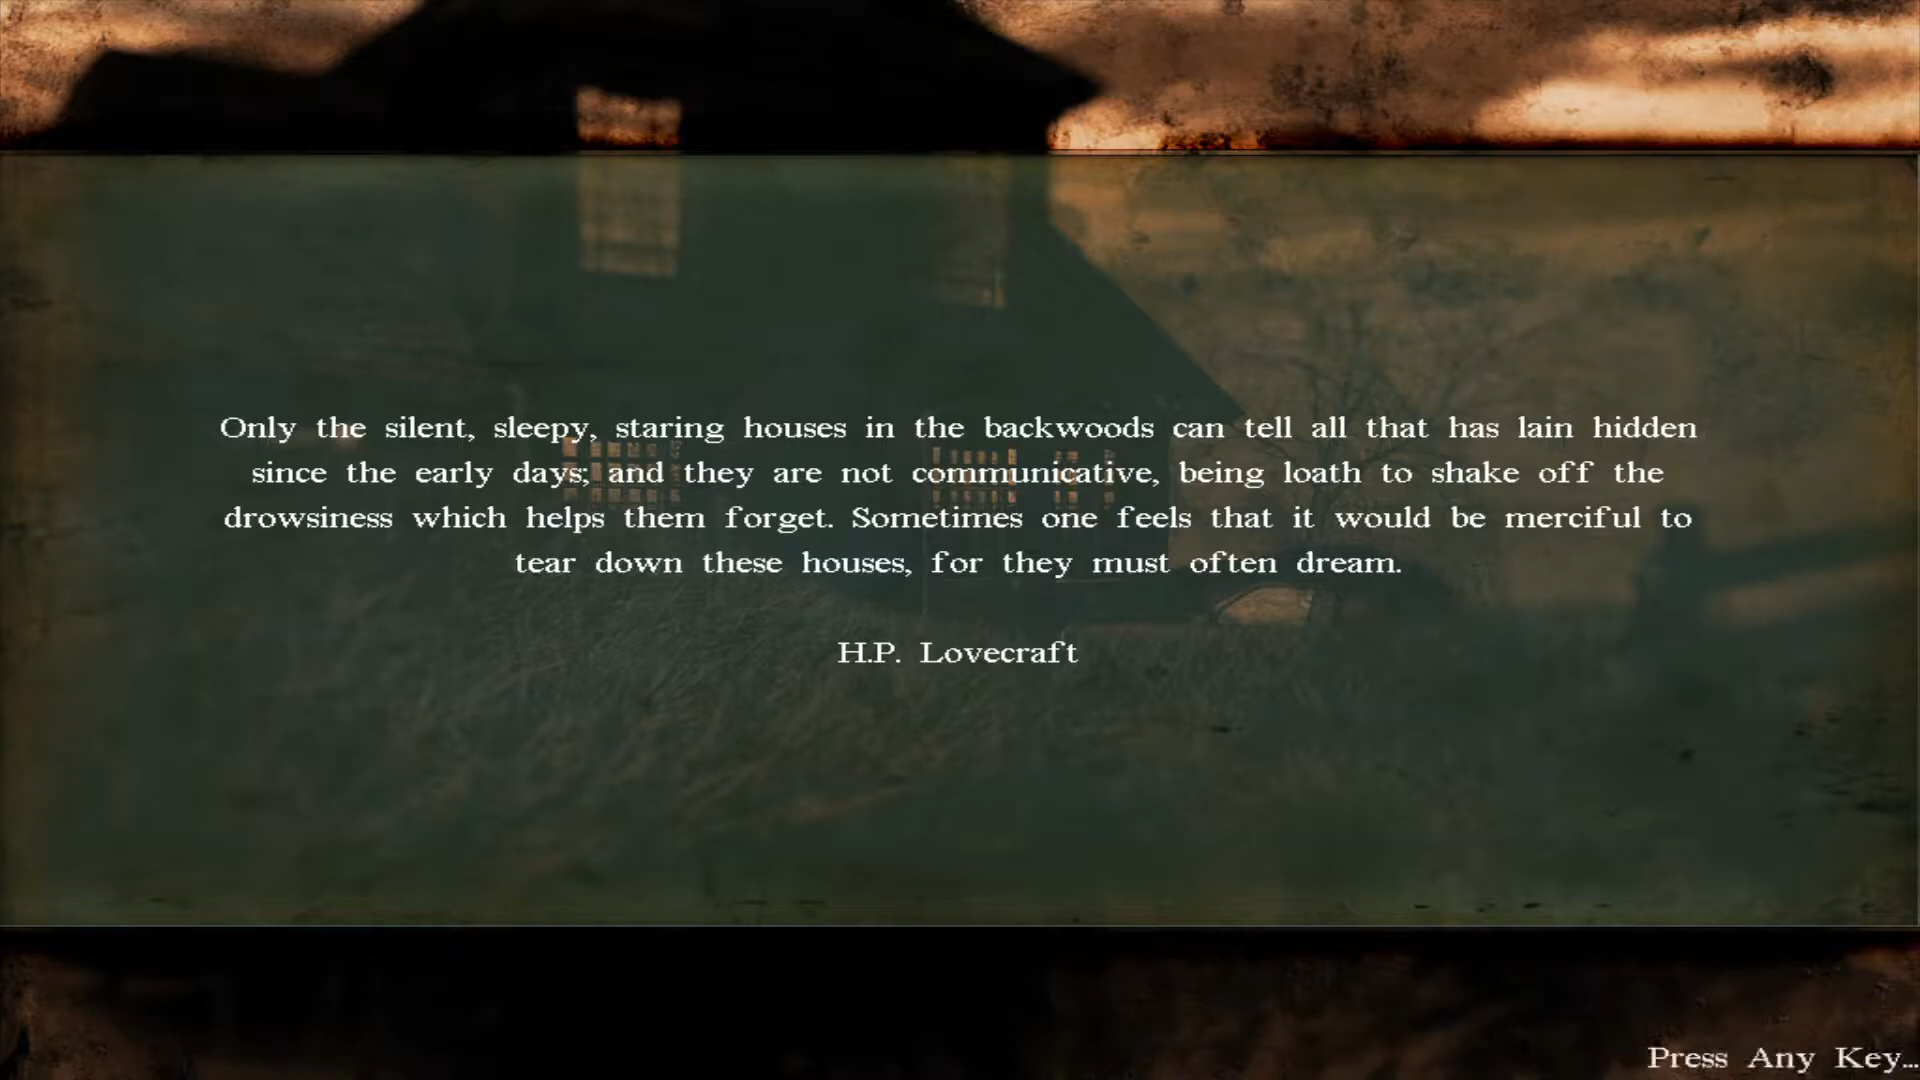 Only the silent, sleepy, staring houses in the backwoods can tell all that has lain hidden
since the early days; and they are not communicative, being loath to shake off the
drowsiness which helps them forget. Sometimes one feels that it would be merciful to
tear down these houses, for they must often dream.
H.P. Lovecraft
Press Any Key...